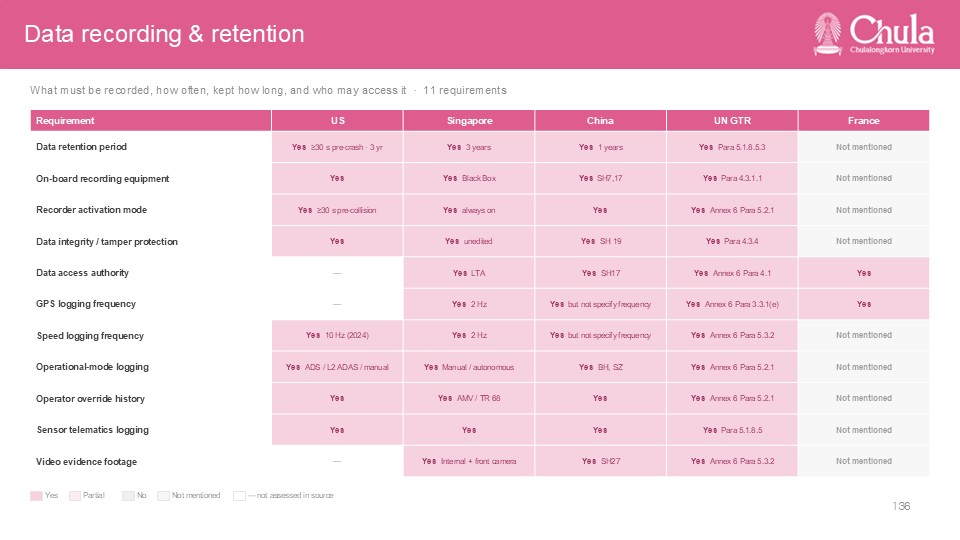 Data recording & retention
Chula
Chulalongkorn University
What must be recorded, how often, kept how long, and who may access it · 11 requirements
Requirement US Singapore China UN GTR France
Data retention period Yes ≥30 s pre-crash · 3 yr Yes 3 years Yes 1 years Yes Para 5.1.8.5.3 Not mentioned
On-board recording equipment Yes Yes Black Box Yes SH7,17 Yes Para 4.3.1.1 Not mentioned
Recorder activation mode Yes ≥30 s pre-collision Yes always on Yes Yes Annex 6 Para 5.2.1 Not mentioned
Data integrity / tamper protection Yes Yes unedited Yes SH 19 Yes Para 4.3.4 Not mentioned
Data access authority — Yes LTA Yes SH17 Yes Annex 6 Para 4.1 Yes
GPS logging frequency — Yes 2 Hz Yes but not specify frequency Yes Annex 6 Para 3.3.1(e) Yes
Speed logging frequency Yes 10 Hz (2024) Yes 2 Hz Yes but not specify frequency Yes Annex 6 Para 5.3.2 Not mentioned
Operational-mode logging Yes ADS / L2 ADAS / manual Yes Manual / autonomous Yes BH, SZ Yes Annex 6 Para 5.2.1 Not mentioned
Operator override history Yes Yes AMV / TR 68 Yes Yes Annex 6 Para 5.2.1 Not mentioned
Sensor telematics logging Yes Yes Yes Yes Para 5.1.8.5 Not mentioned
Video evidence footage — Yes Internal + front camera Yes SH27 Yes Annex 6 Para 5.3.2 Not mentioned
Yes Partial No Not mentioned — not assessed in source
136